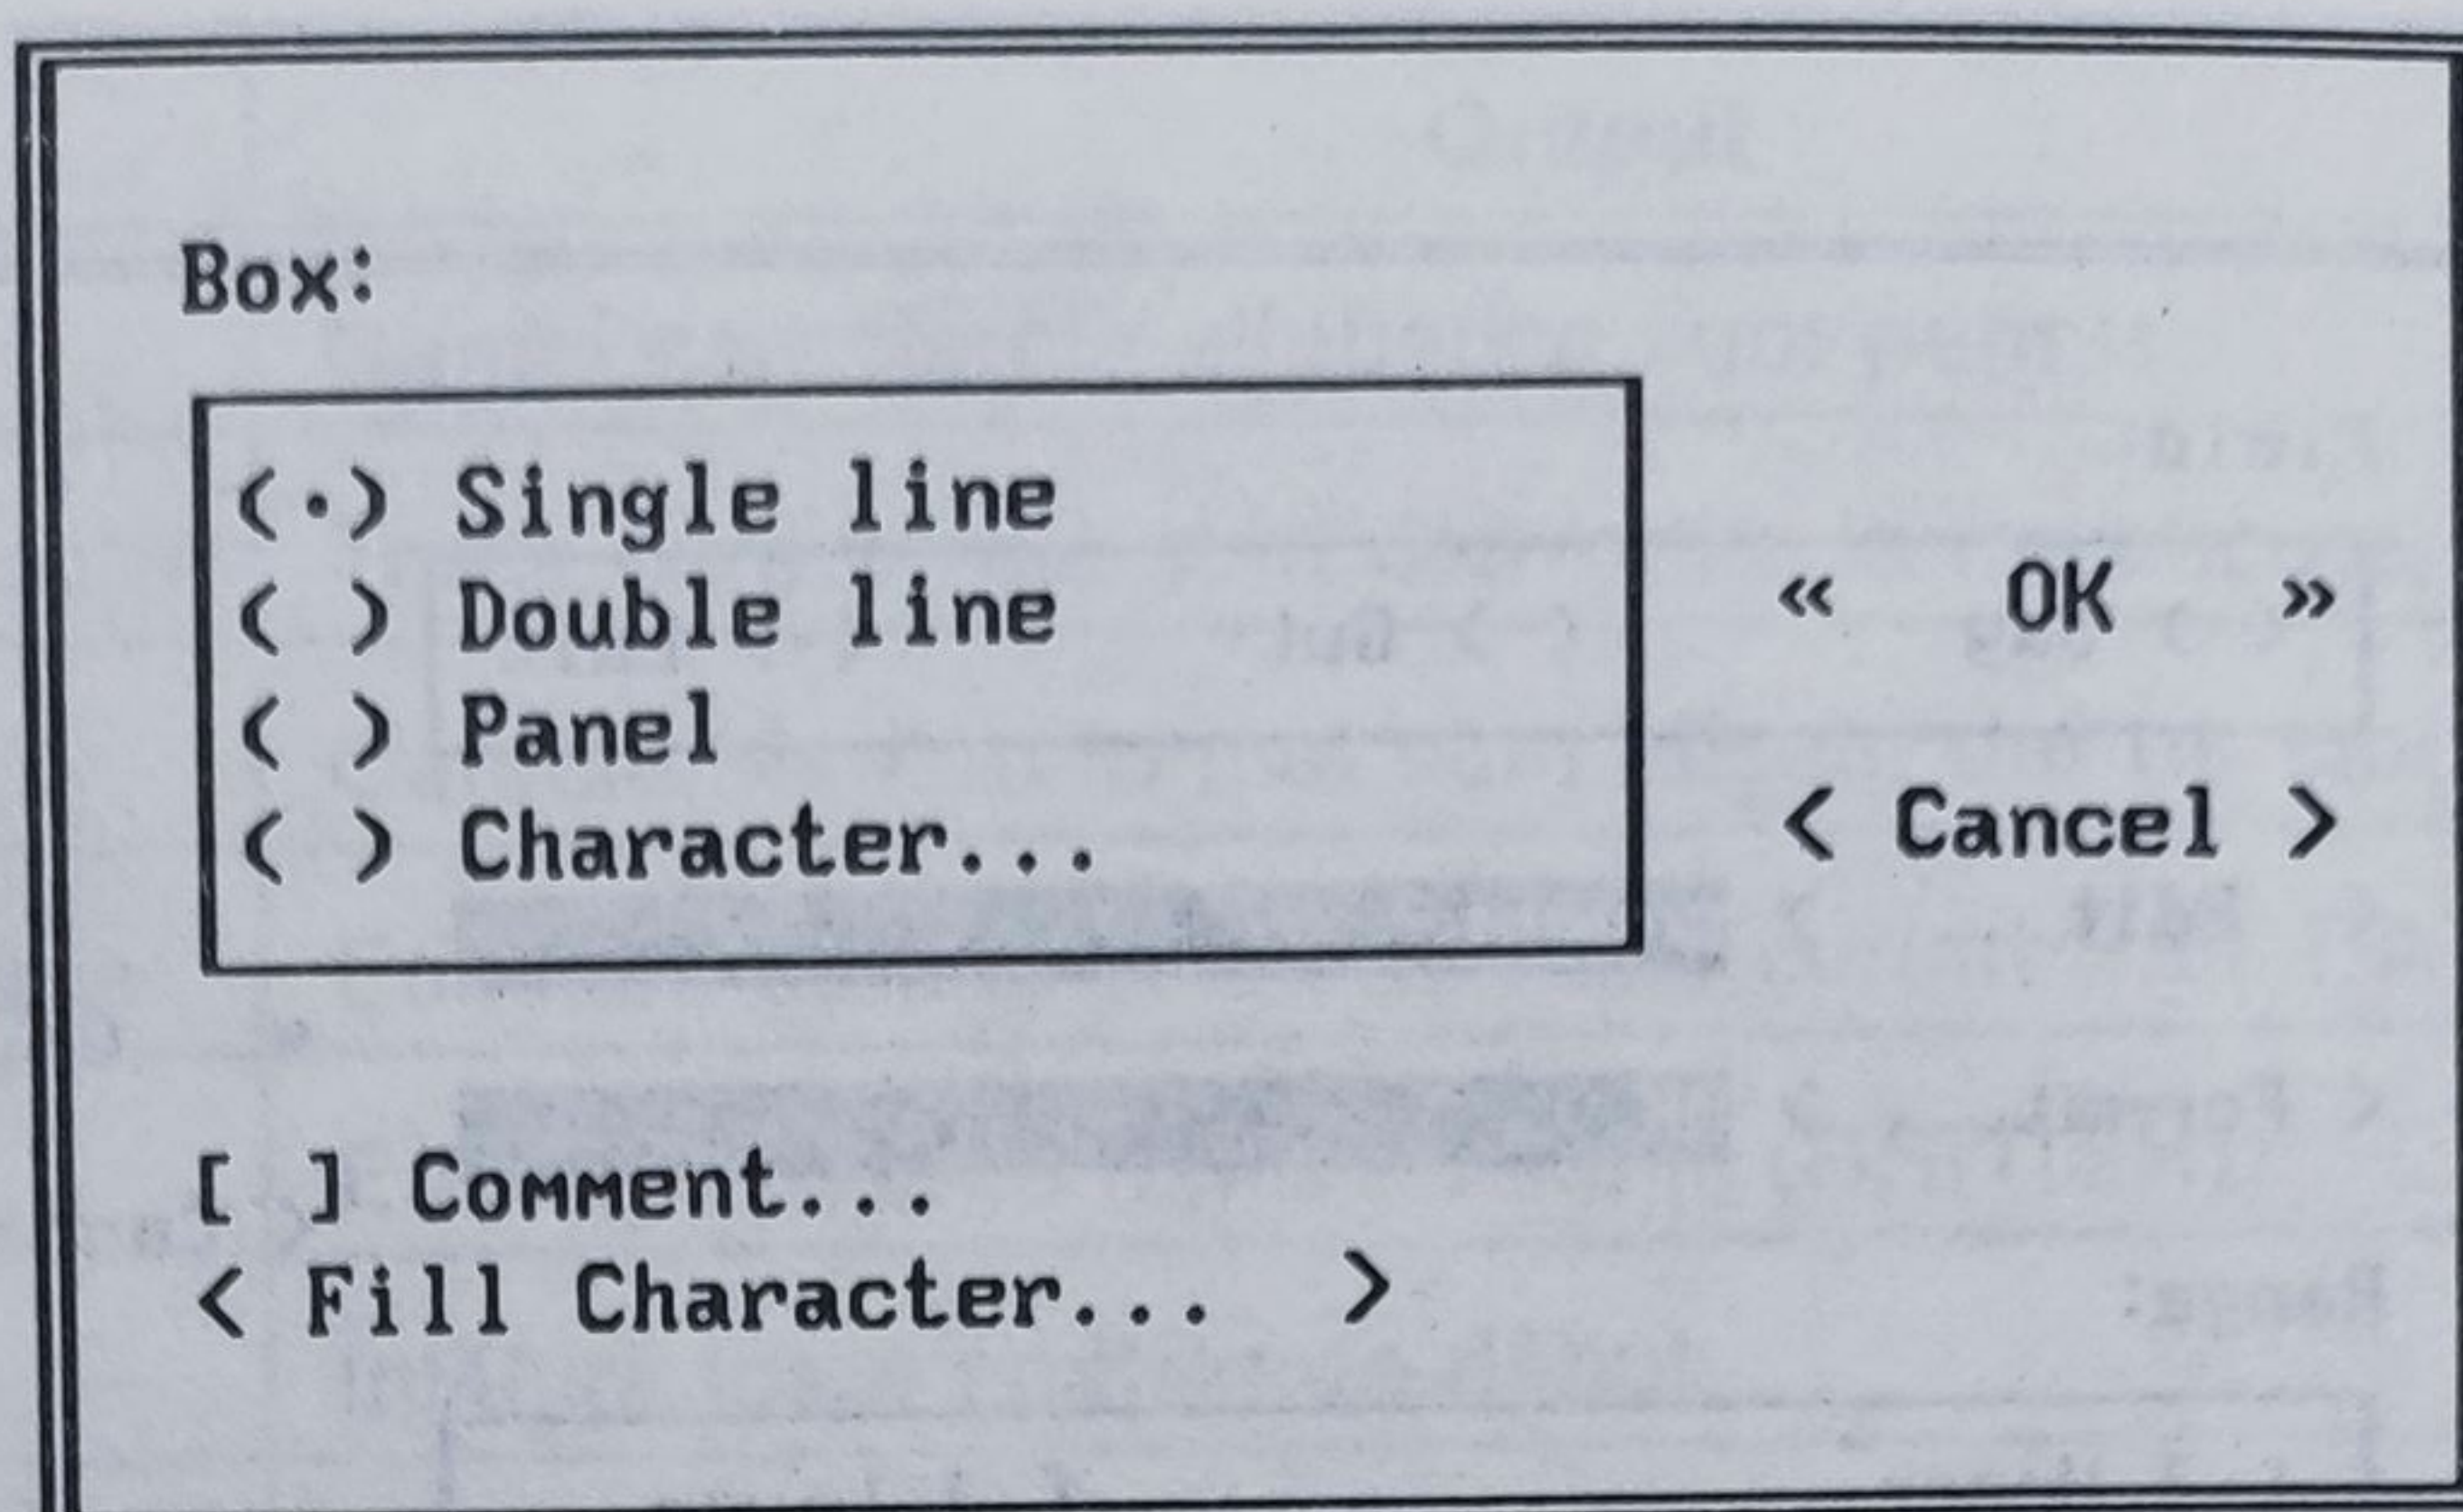 Box:
(·) Single line
( ) Double line
( ) Panel
( ) Character...
« OK »
< Cancel >
[ ] Comment...
< Fill Character... >